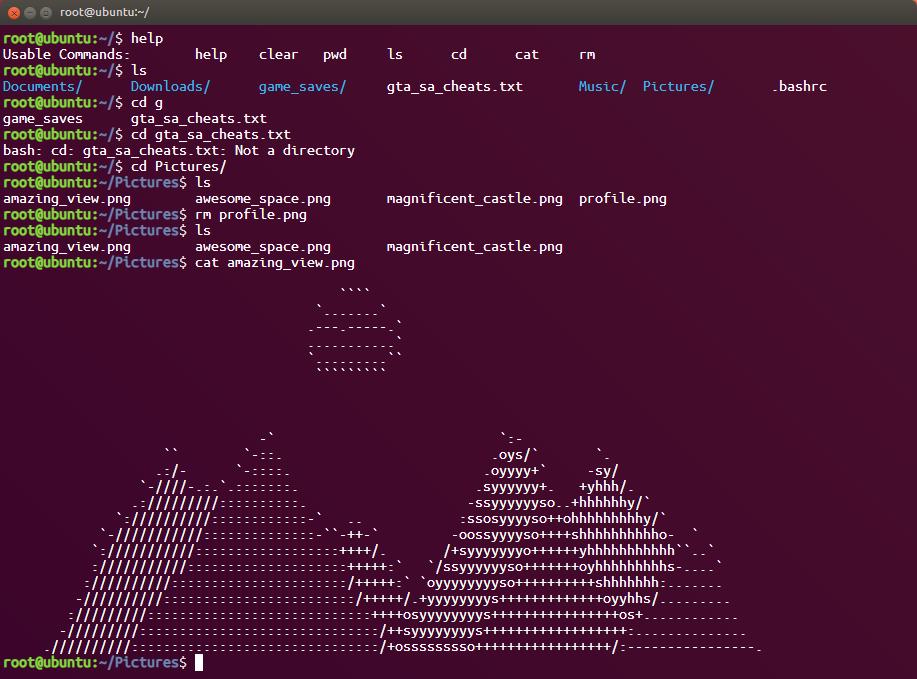 root@ubuntu:~/
root@ubuntu:~/$ help
Usable Commands:        help    clear   pwd     ls      cd      cat     rm
root@ubuntu:~/$ ls
Documents/      Downloads/      game_saves/     gta_sa_cheats.txt       Music/  Pictures/       .bashrc
root@ubuntu:~/$ cd g
game_saves      gta_sa_cheats.txt
root@ubuntu:~/$ cd gta_sa_cheats.txt
bash: cd: gta_sa_cheats.txt: Not a directory
root@ubuntu:~/$ cd Pictures/
root@ubuntu:~/Pictures$ ls
amazing_view.png        awesome_space.png       magnificent_castle.png  profile.png
root@ubuntu:~/Pictures$ rm profile.png
root@ubuntu:~/Pictures$ ls
amazing_view.png        awesome_space.png       magnificent_castle.png
root@ubuntu:~/Pictures$ cat amazing_view.png
root@ubuntu:~/Pictures$